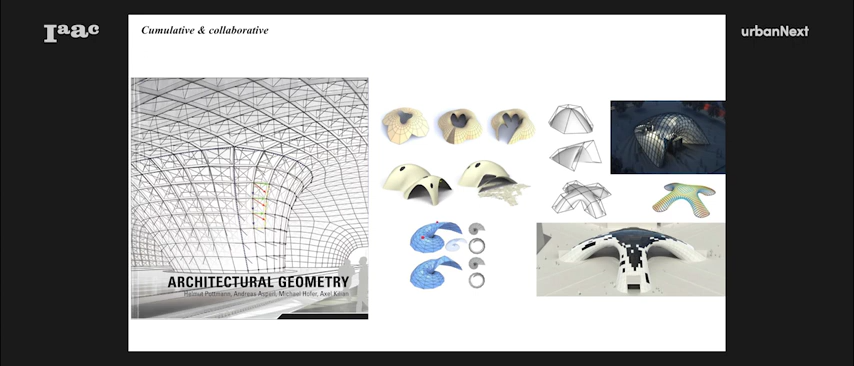 Iaac
Cumulative & collaborative
urbanNext
ARCHITECTURAL GEOMETRY
Helmut Pottmann, Andreas Asperl, Michael Hofer, Axel Kilian